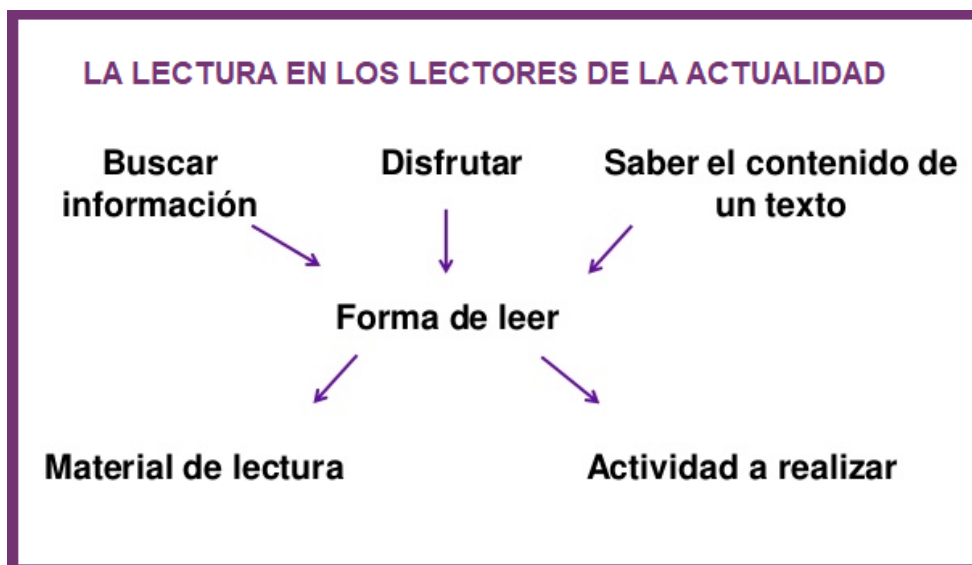 LA LECTURA EN LOS LECTORES DE LA ACTUALIDAD
Buscar información
Disfrutar
Saber el contenido de un texto
Forma de leer
Material de lectura
Actividad a realizar